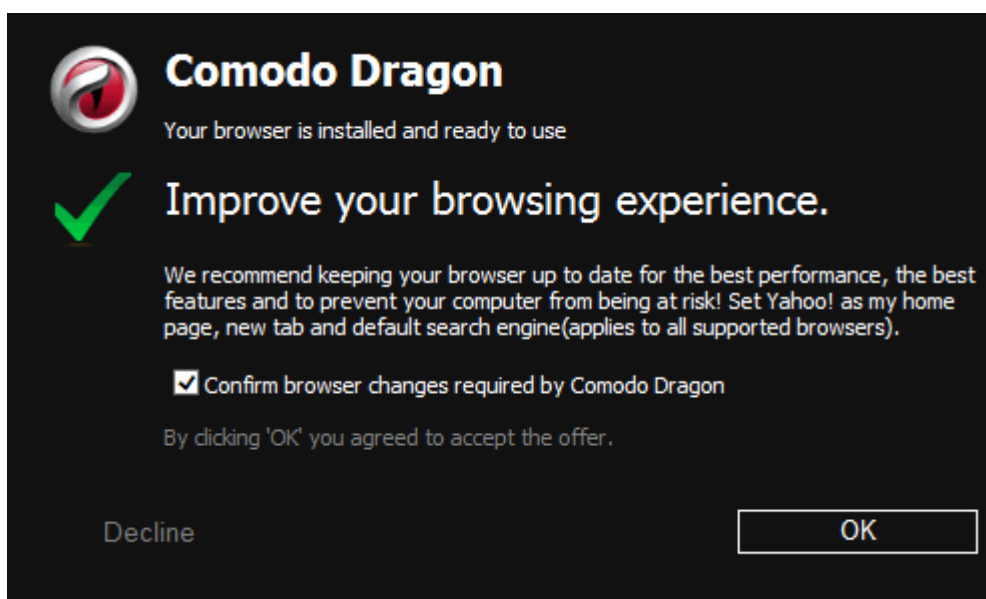 Comodo Dragon
Your browser is installed and ready to use
Improve your browsing experience.
We recommend keeping your browser up to date for the best performance, the best
features and to prevent your computer from being at risk! Set Yahoo! as my home
page, new tab and default search engine(applies to all supported browsers).
Confirm browser changes required by Comodo Dragon
By clicking 'OK' you agreed to accept the offer.
Decline
OK